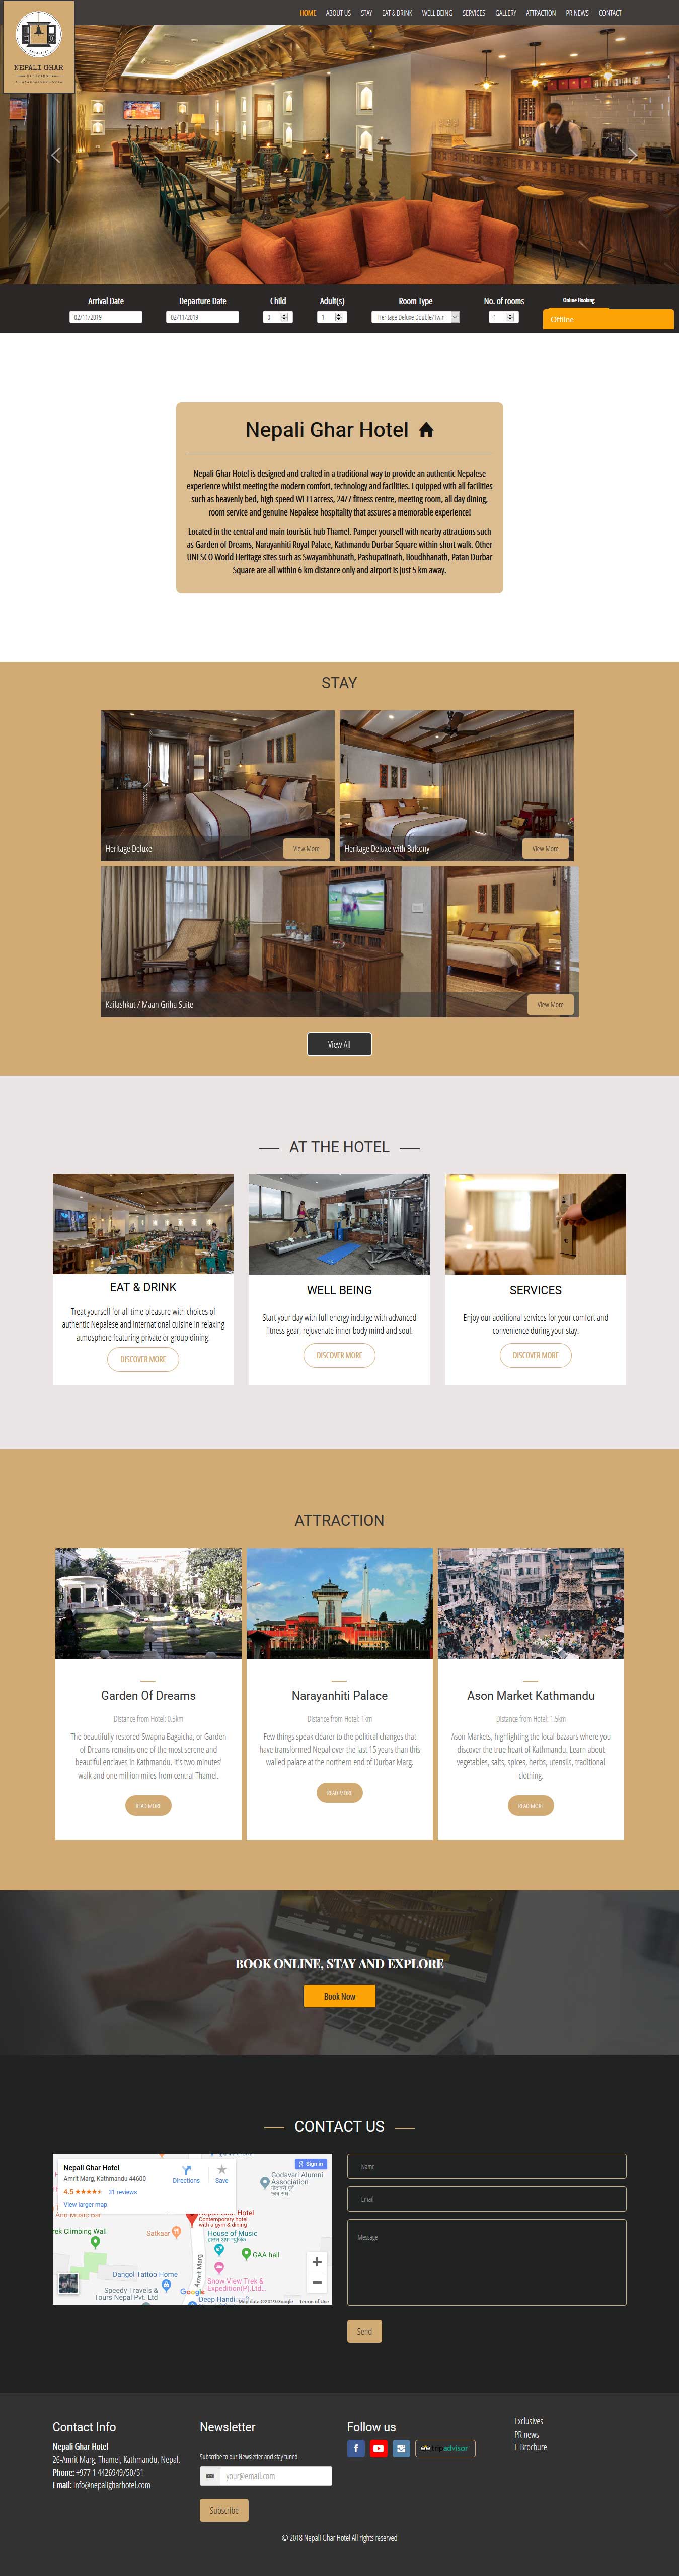 HOME ABOUT US STAY EAT & DRINK WELL BEING SERVICES GALLERY ATTRACTION PR NEWS CONTACT
NEPALI GHAR
Arrival Date Departure Date Child Adult(s) Room Type No. of rooms Online Booking
02/11/2019 02/11/2019 0 1 Heritage Deluxe Double/Twin 1
Offline
Nepali Ghar Hotel
Nepali Ghar Hotel is designed and crafted in a traditional way to provide an authentic Nepalese
experience whilst meeting the modern comfort, technology and facilities. Equipped with all facilities
such as heavenly bed, high speed Wi-Fi access, 24/7 fitness centre, meeting room, all day dining,
room service and genuine Nepalese hospitality that assures a memorable experience!
Located in the central and main touristic hub Thamel. Pamper yourself with nearby attractions such
as Garden of Dreams, Narayanhiti Royal Palace, Kathmandu Durbar Square within short walk. Other
UNESCO World Heritage sites such as Swayambhunath, Pashupatinath, Boudhhanath, Patan Durbar
Square are all within 6 km distance only and airport is just 5 km away.
STAY
Heritage Deluxe
View More
Heritage Deluxe with Balcony
View More
Kailashkut / Maan Griha Suite
View More
View All
AT THE HOTEL
EAT & DRINK
Treat yourself for all time pleasure with choices of
authentic Nepalese and international cuisine in relaxing
atmosphere featuring private or group dining.
DISCOVER MORE
WELL BEING
Start your day with full energy indulge with advanced
fitness gear, rejuvenate inner body mind and soul.
DISCOVER MORE
SERVICES
Enjoy our additional services for your comfort and
convenience during your stay.
DISCOVER MORE
ATTRACTION
Garden Of Dreams
Distance from Hotel: 0.5km
The beautifully restored Swapna Bagaicha, or Garden
of Dreams remains one of the most serene and
beautiful enclaves in Kathmandu. It's two minutes'
walk and one million miles from central Thamel.
READ MORE
Narayanhiti Palace
Distance from Hotel: 1km
Few things speak clearer to the political changes that
have transformed Nepal over the last 15 years than this
walled palace at the northern end of Durbar Marg.
READ MORE
Ason Market Kathmandu
Distance from Hotel: 1.5km
Ason Markets, highlighting the local bazaars where you
discover the true heart of Kathmandu. Learn about
vegetables, salts, spices, herbs, utensils, traditional
clothing.
READ MORE
BOOK ONLINE, STAY AND EXPLORE
Book Now
CONTACT US
Nepali Ghar Hotel
Amrit Marg, Kathmandu 44600
4.5 31 reviews
View larger map
Directions
Save
Sign in
Godavari Alumni
Association
And Music Bar
Nepali Ghar Hotel
Contemporary hotel
with a gym & dining
ek Climbing Wall
Satkaar
House of Music
GAA hall
Amrit Marg
Dangol Tattoo Home
Snow View Trek &
Expedition(P).Ltd...
Speedy Travels &
Tours Nepal Pvt. Ltd
Google
Deep Handi
Map data ©2019 Google Terms of Use
Name
Email
Message
Send
Contact Info
Nepali Ghar Hotel
26-Amrit Marg, Thamel, Kathmandu, Nepal.
Phone: +977 1 4426949/50/51
Email: info@nepaligharhotel.com
Newsletter
Subscribe to our Newsletter and stay tuned.
your@email.com
Subscribe
Follow us
tripadvisor
Exclusives
PR news
E-Brochure
© 2018 Nepali Ghar Hotel All rights reserved